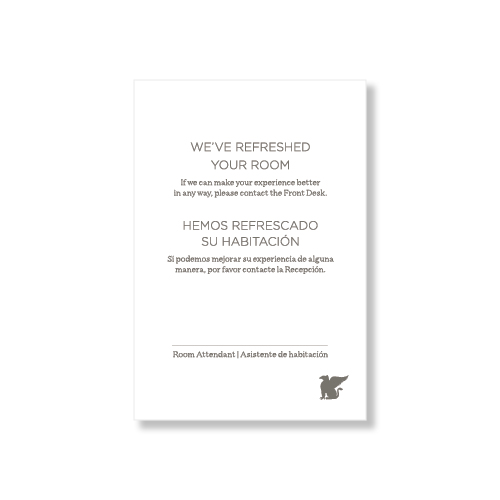 WE'VE REFRESHED
YOUR ROOM
If we can make your experience better
in any way, please contact the Front Desk.
HEMOS REFRESCADO
SU HABITACIÓN
Si podemos mejorar su experiencia de alguna
manera, por favor contacte la Recepción.
Room Attendant | Asistente de habitación